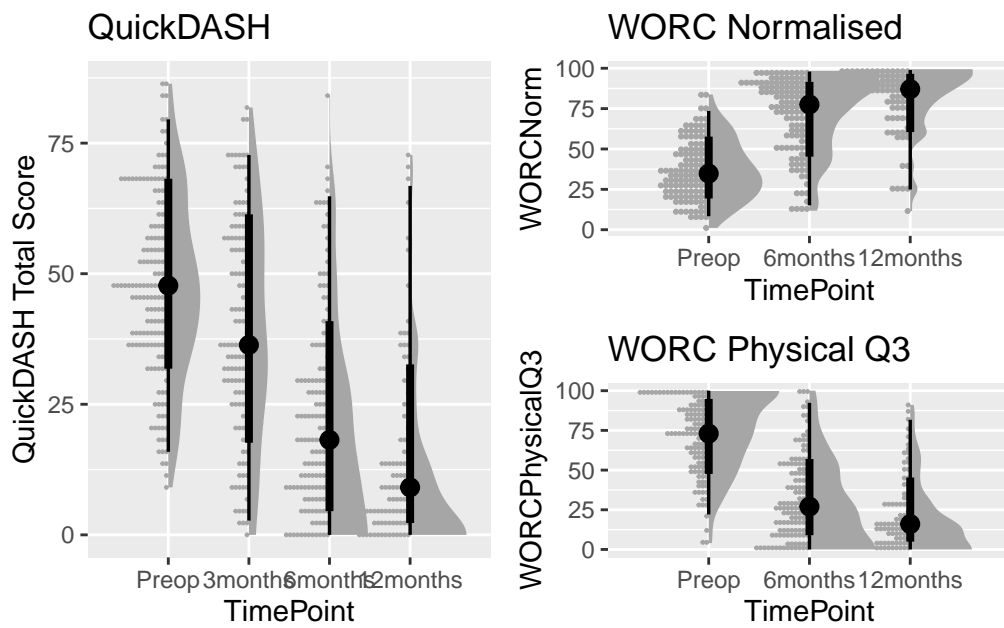 QuickDASH
QuickDASH Total Score
75
50
25
0
Preop 3months 6months 12months
TimePoint
WORC Normalised
WORCNorm
100
75
50
25
0
Preop 6months 12months
TimePoint
WORC Physical Q3
WORCPhysicalQ3
100
75
50
25
0
Preop 6months 12months
TimePoint